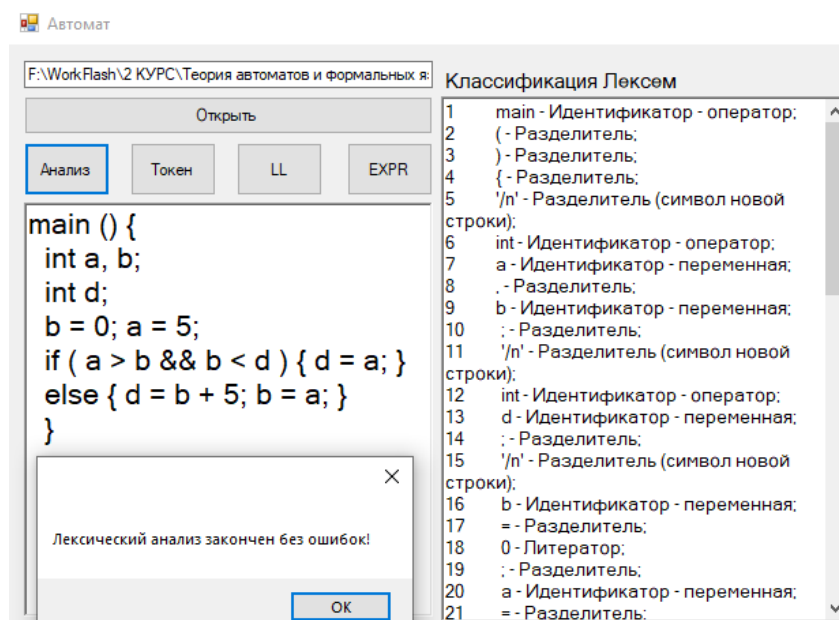 Автомат
F:\WorkFlash\2 КУРС\Теория автоматов и формальных я:
Открыть
Анализ
Токен
LL
EXPR
main () {
int a, b;
int d;
b = 0; a = 5;
if ( a > b && b < d ) { d = a; }
else { d = b + 5; b = a; }
}
Лексический анализ закончен без ошибок!
OK
Классификация Лексем
1 main - Идентификатор - оператор;
2 ( - Разделитель;
3 ) - Разделитель;
4 { - Разделитель;
5 '/n' - Разделитель (символ новой
строки);
6 int - Идентификатор - оператор;
7 a - Идентификатор - переменная;
8 , - Разделитель;
9 b - Идентификатор - переменная;
10 ; - Разделитель;
11 '/n' - Разделитель (символ новой
строки);
12 int - Идентификатор - оператор;
13 d - Идентификатор - переменная;
14 ; - Разделитель;
15 '/n' - Разделитель (символ новой
строки);
16 b - Идентификатор - переменная;
17 = - Разделитель;
18 0 - Литератор;
19 ; - Разделитель;
20 a - Идентификатор - переменная;
21 = - Разделитель;